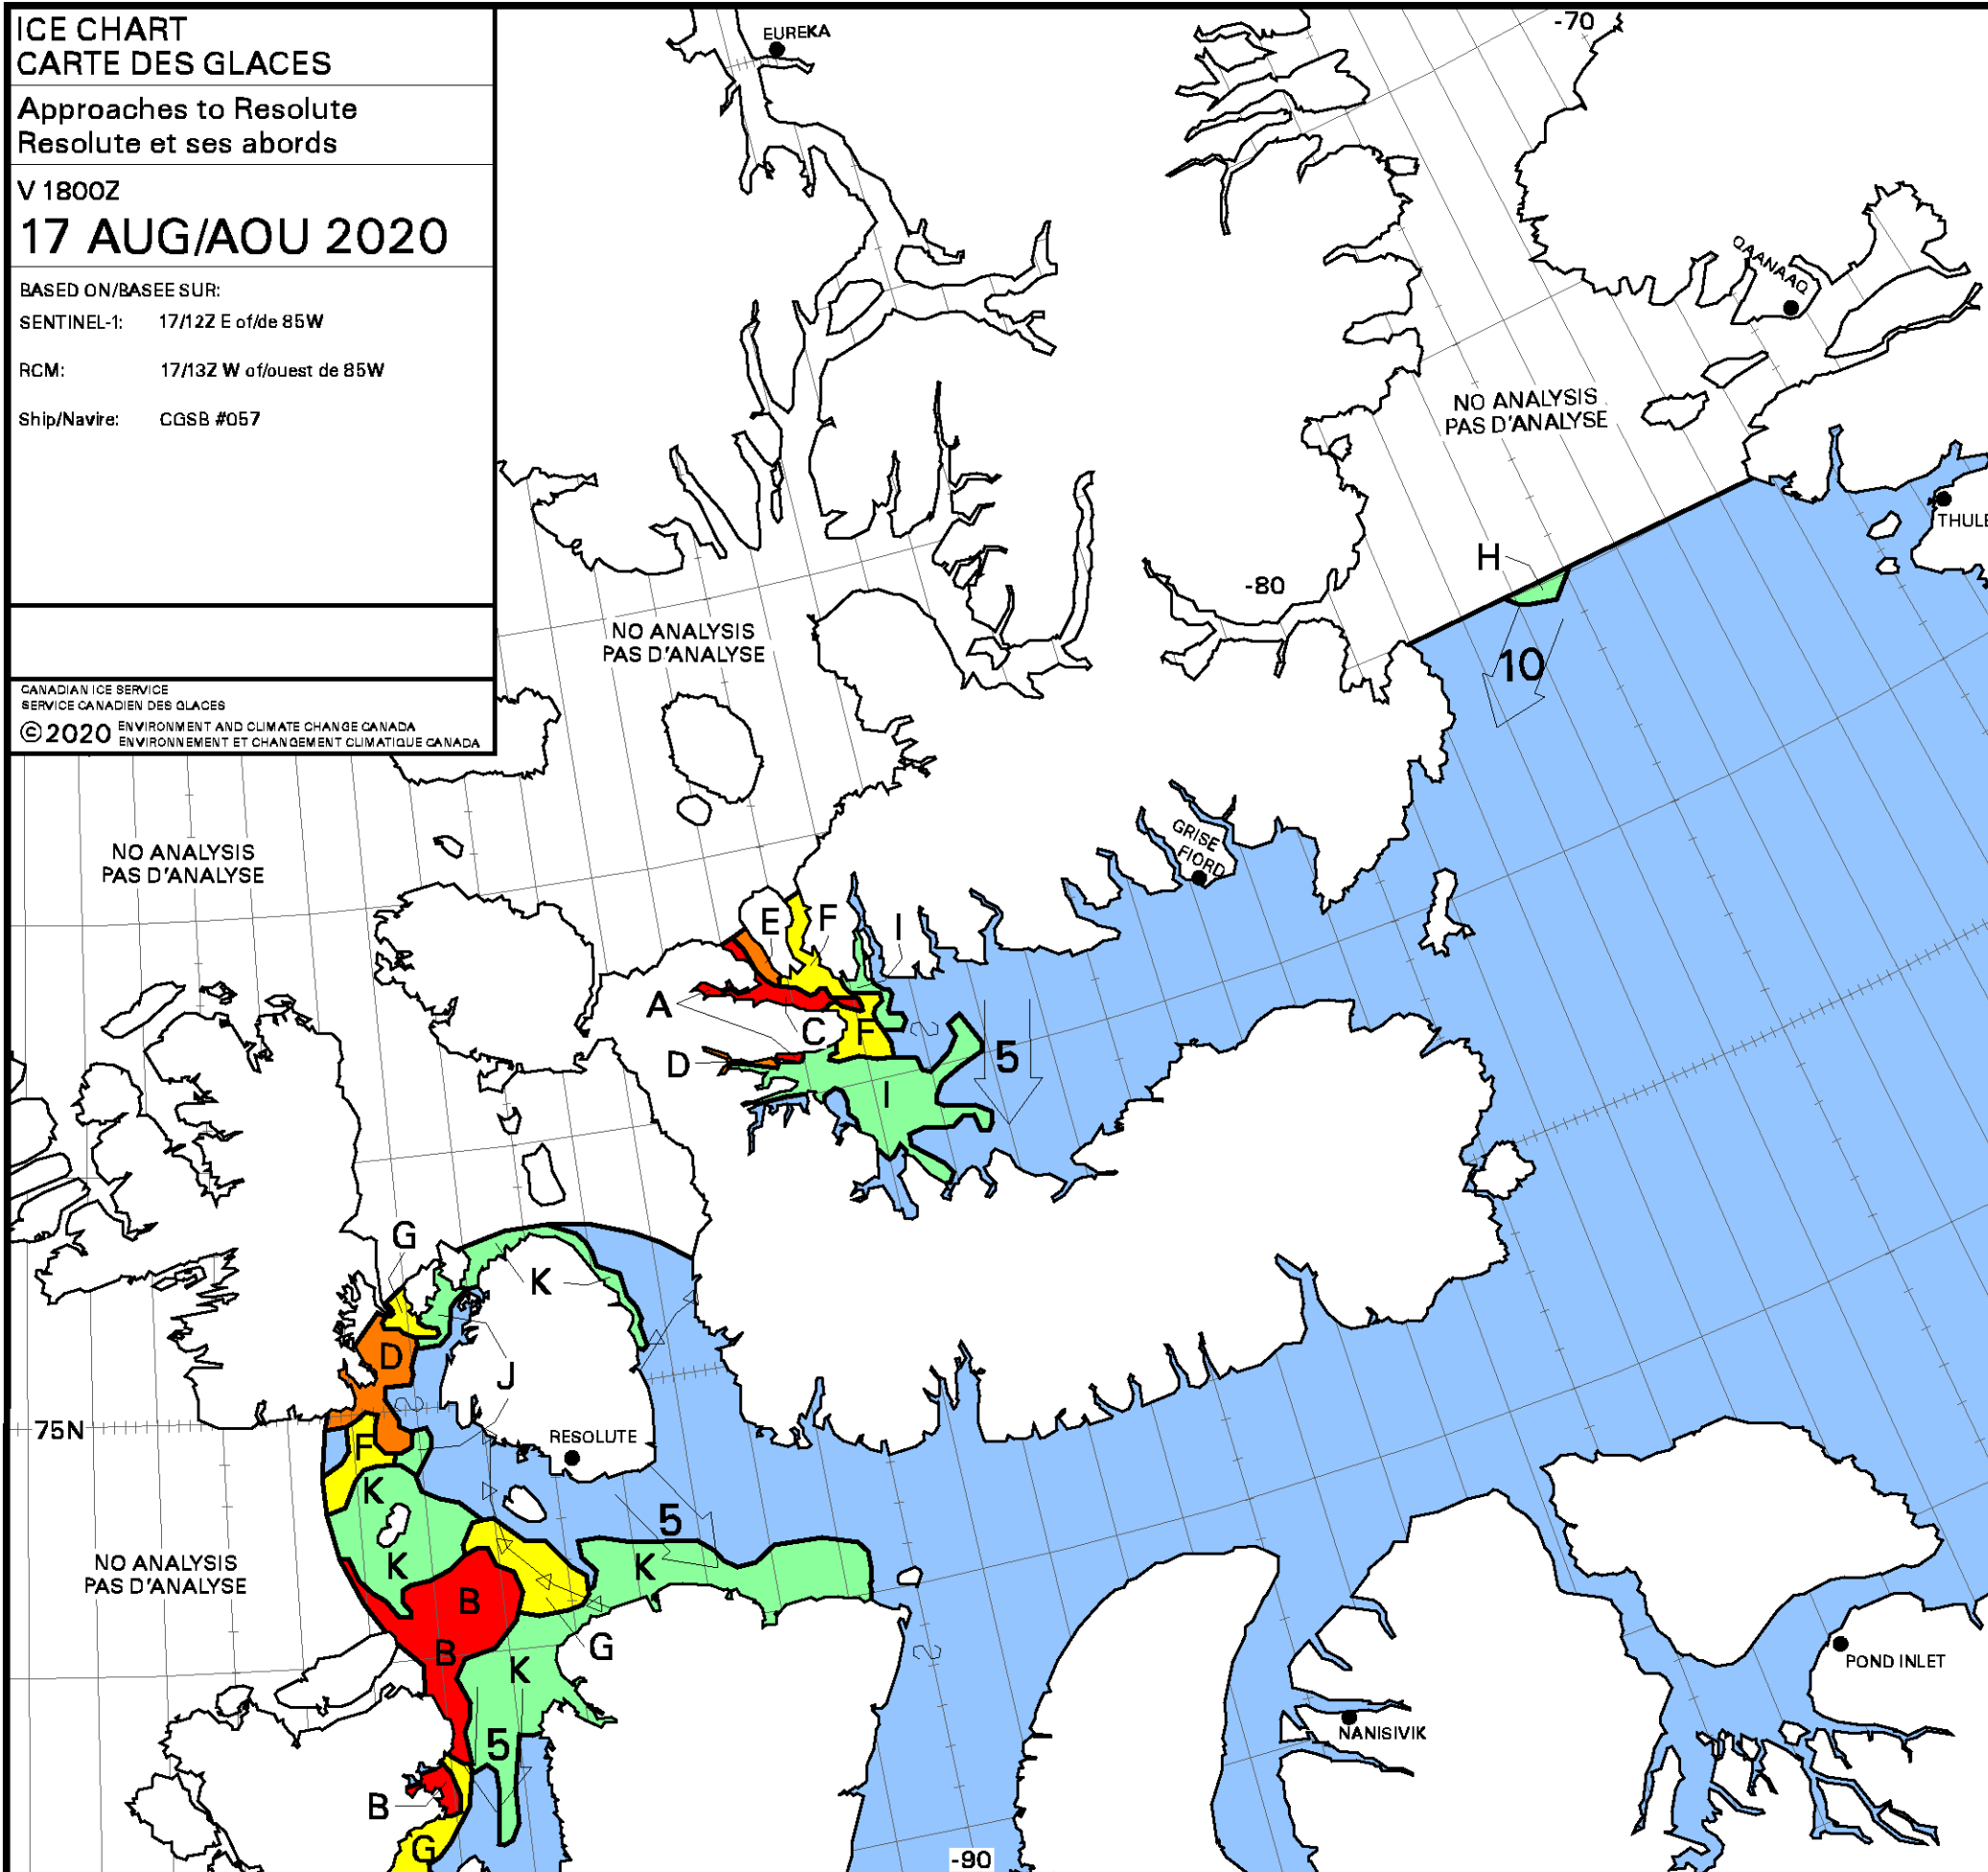 ICE CHART
CARTE DES GLACES
Approaches to Resolute
Resolute et ses abords
V 1800Z
17 AUG/AOU 2020
BASED ON/BASEE SUR:
SENTINEL-1: 17/12Z E of/de 85W
RCM: 17/13Z W of/ouest de 85W
Ship/Navire: CGSB #057
CANADIAN ICE SERVICE
SERVICE CANADIEN DES GLACES
©2020 ENVIRONMENT AND CLIMATE CHANGE CANADA
ENVIRONNEMENT ET CHANGEMENT CLIMATIQUE CANADA
EUREKA
-70
QAANAAQ
NO ANALYSIS
PAS D'ANALYSE
THULE
H
-80
10
NO ANALYSIS
PAS D'ANALYSE
GRISE
FIORD
NO ANALYSIS
PAS D'ANALYSE
E
F
I
A
C
F
D
5
I
G
K
D
J
75N
F
RESOLUTE
K
5
NO ANALYSIS
PAS D'ANALYSE
K
K
B
B
G
K
POND INLET
NANISIVIK
5
B
G
-90